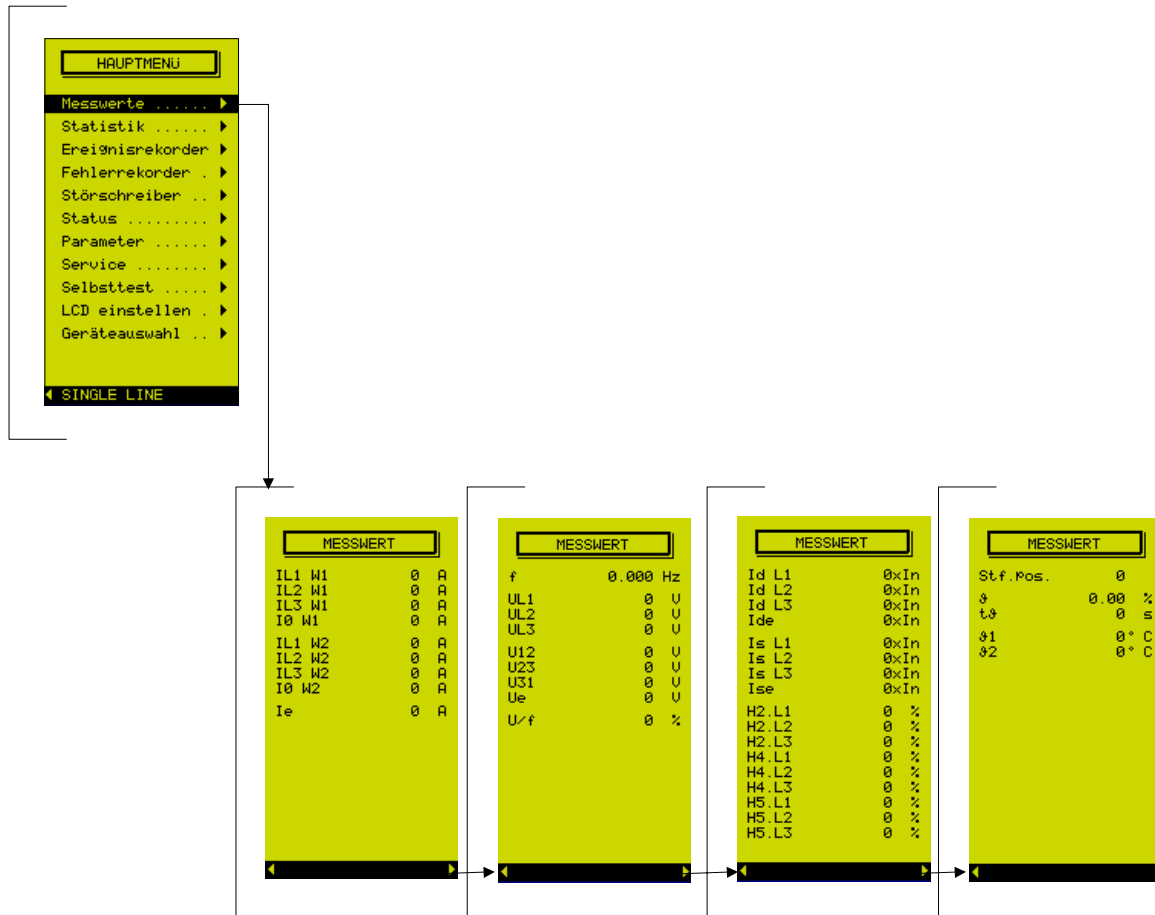 HAUPTMENü
Messwerte ......
Statistik ......
Ereignisrekorder
Fehlerrekorder .
Störschreiber ..
Status .........
Parameter ......
Service ........
Selbsttest .....
LCD einstellen .
Geräteauswahl ..
SINGLE LINE
MESSWERT
IL1 W1 0 A
IL2 W1 0 A
IL3 W1 0 A
I0 W1 0 A
IL1 W2 0 A
IL2 W2 0 A
IL3 W2 0 A
I0 W2 0 A
Ie 0 A
MESSWERT
f 0.000 Hz
UL1 0 V
UL2 0 V
UL3 0 V
U12 0 V
U23 0 V
U31 0 V
Ue 0 V
U/f 0 %
MESSWERT
Id L1 0xIn
Id L2 0xIn
Id L3 0xIn
Ide 0xIn
Is L1 0xIn
Is L2 0xIn
Is L3 0xIn
Ise 0xIn
H2.L1 0 %
H2.L2 0 %
H2.L3 0 %
H4.L1 0 %
H4.L2 0 %
H4.L3 0 %
H5.L1 0 %
H5.L2 0 %
H5.L3 0 %
MESSWERT
Stf.Pos. 0
ϑ 0.00 %
tϑ 0 s
ϑ1 0° C
ϑ2 0° C